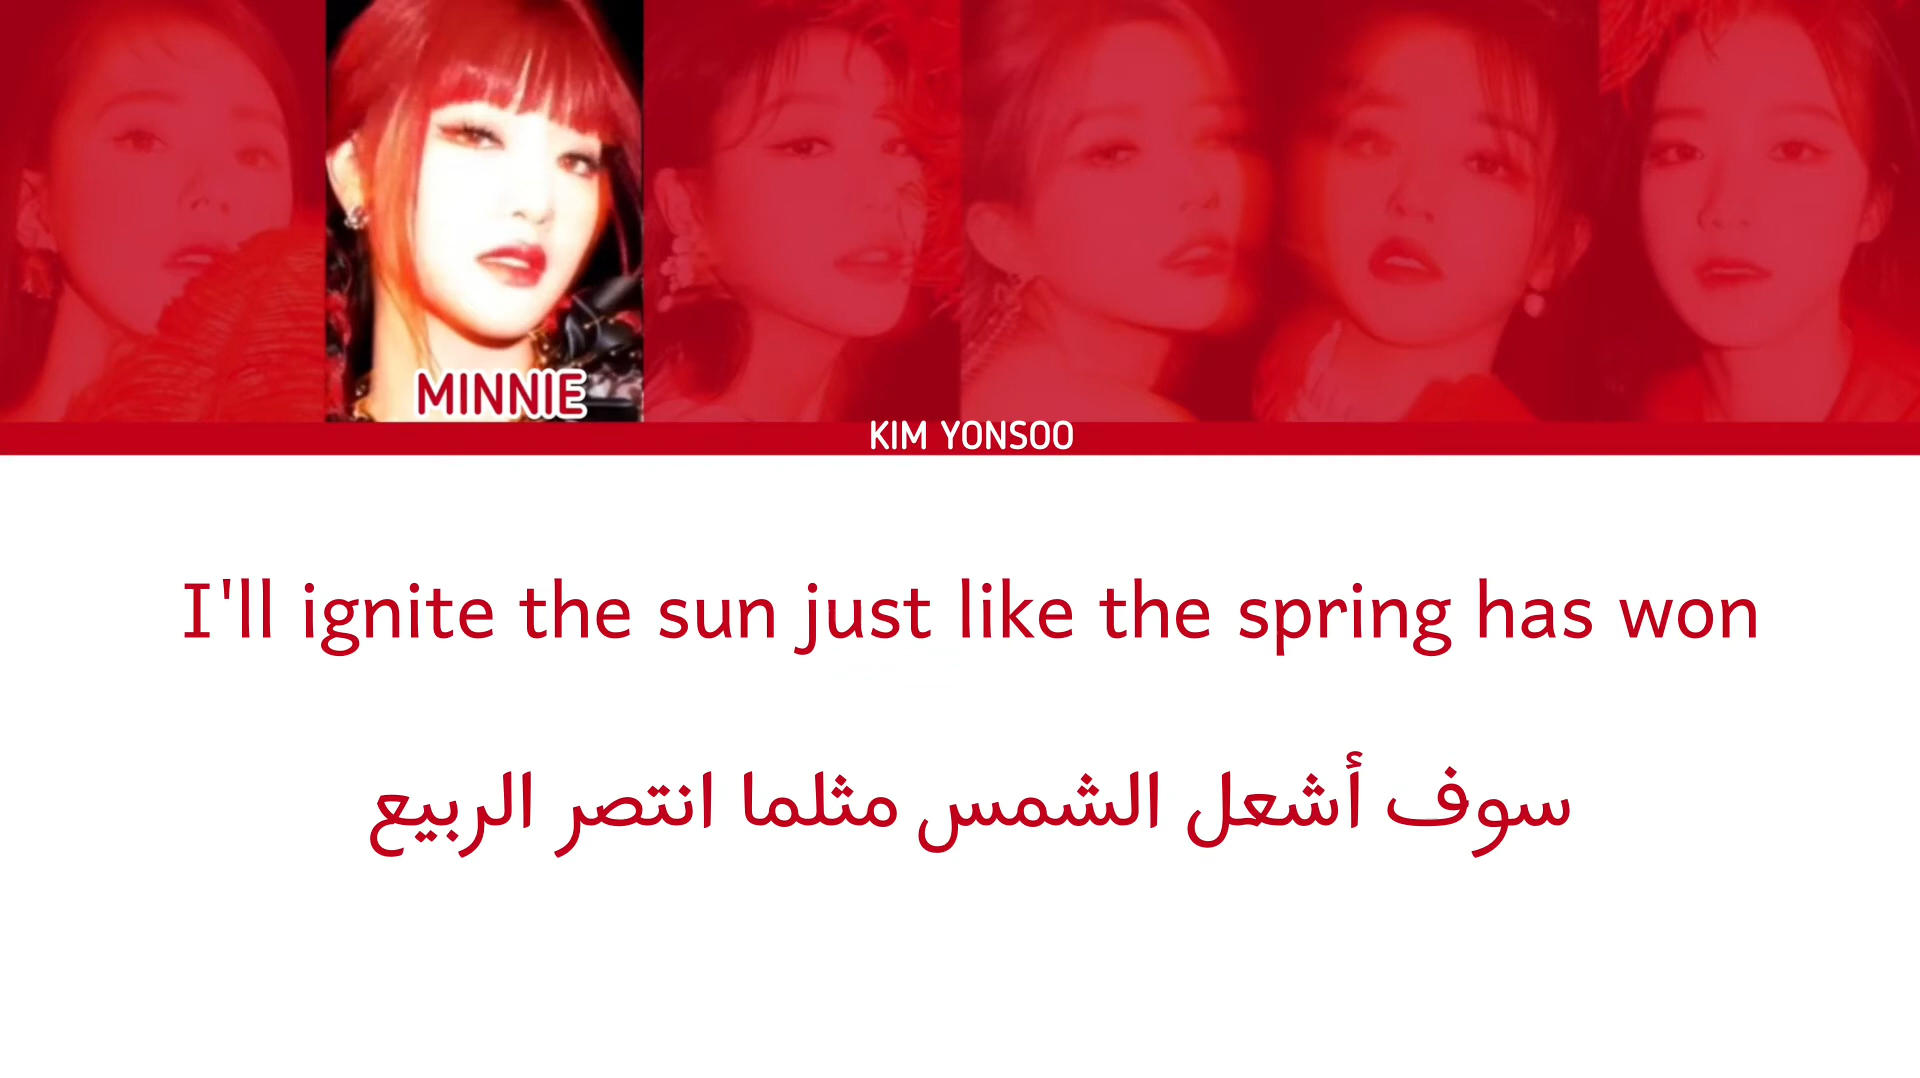 MINNIE
KIM YONSOO
I'll ignite the sun just like the spring has won
سوف أشعل الشمس مثلما انتصر الربيع